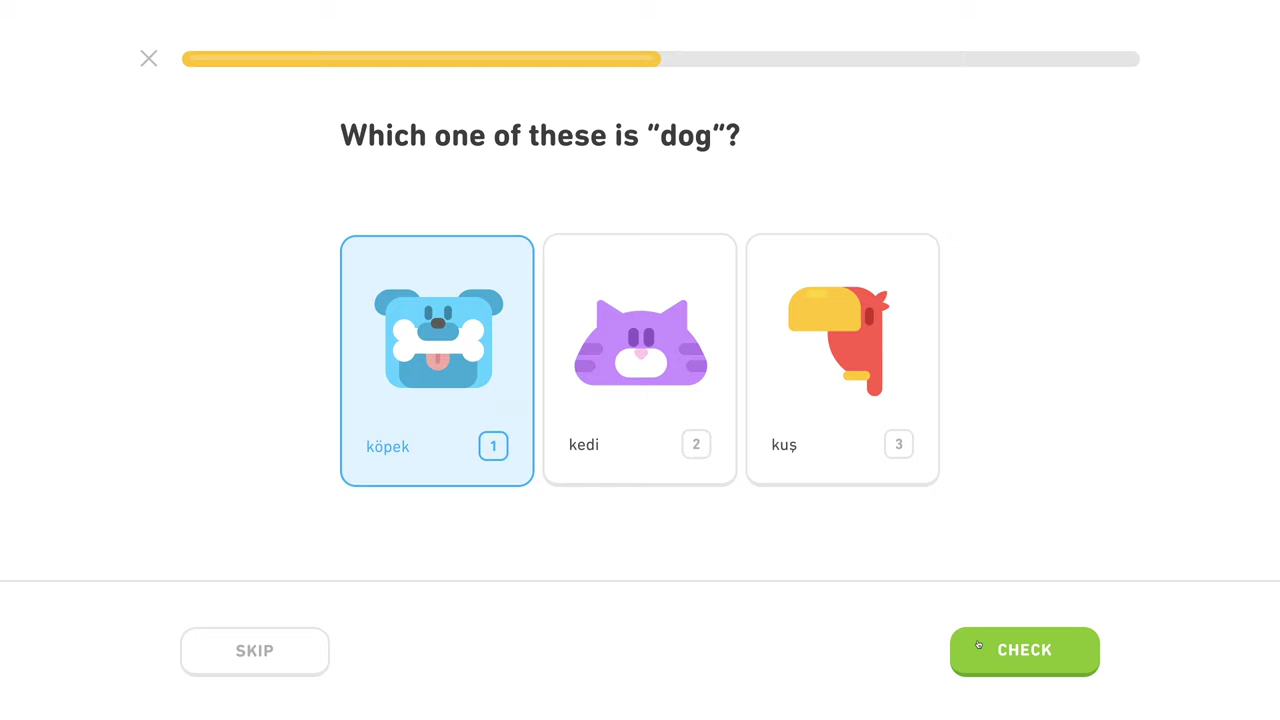 Which one of these is "dog"?
köpek 1
kedi 2
kuş 3
SKIP
CHECK